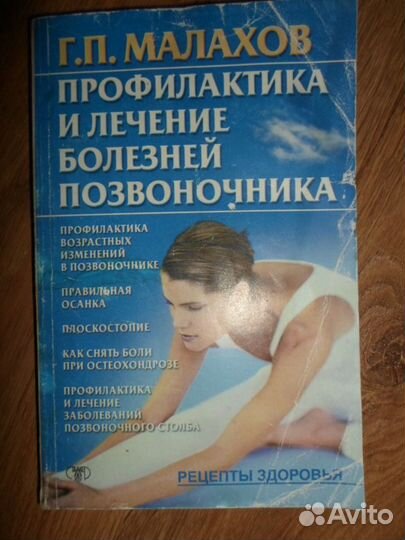 Г.П. МАЛАХОВ
ПРОФИЛАКТИКА
И ЛЕЧЕНИЕ
БОЛЕЗНЕЙ
ПОЗВОНОЧНИКА
ПРОФИЛАКТИКА
ВОЗРАСТНЫХ
ИЗМЕНЕНИЙ
В ПОЗВОНОЧНИКЕ
ПРАВИЛЬНАЯ
ОСАНКА
ПЛОСКОСТОПИЕ
КАК СНЯТЬ БОЛИ
ПРИ ОСТЕОХОНДРОЗЕ
ПРОФИЛАКТИКА
И ЛЕЧЕНИЕ
ЗАБОЛЕВАНИЙ
ПОЗВОНОЧНОГО СТОЛБА
РЕЦЕПТЫ ЗДОРОВЬЯ
Avito